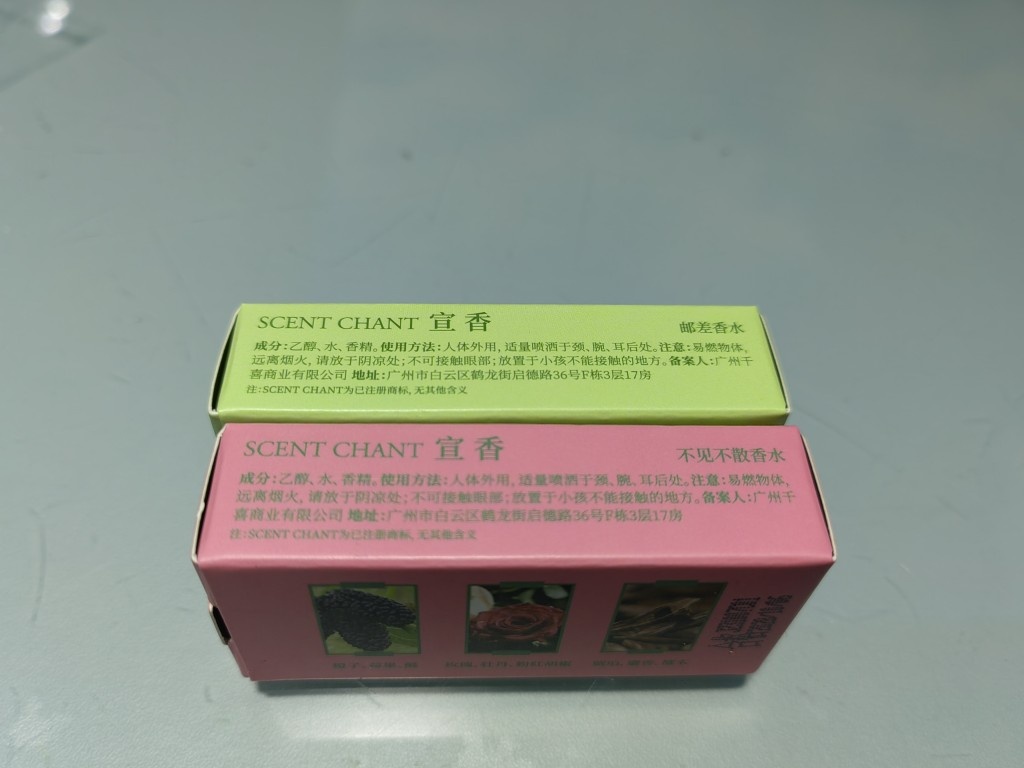 SCENT CHANT 宣香 邮差香水
成分:乙醇、水、香精。使用方法:人体外用,适量喷洒于颈、腕、耳后处。注意:易燃物体,
远离烟火,请放于阴凉处;不可接触眼部;放置于小孩不能接触的地方。备案人:广州千
喜商业有限公司 地址:广州市白云区鹤龙街启德路36号F栋3层17房
注:SCENT CHANT为已注册商标,无其他含义
SCENT CHANT 宣香 不见不散香水
成分:乙醇、水、香精。使用方法:人体外用,适量喷洒于颈、腕、耳后处。注意:易燃物体,
远离烟火,请放于阴凉处;不可接触眼部;放置于小孩不能接触的地方。备案人:广州千
喜商业有限公司 地址:广州市白云区鹤龙街启德路36号F栋3层17房
注:SCENT CHANT为已注册商标,无其他含义